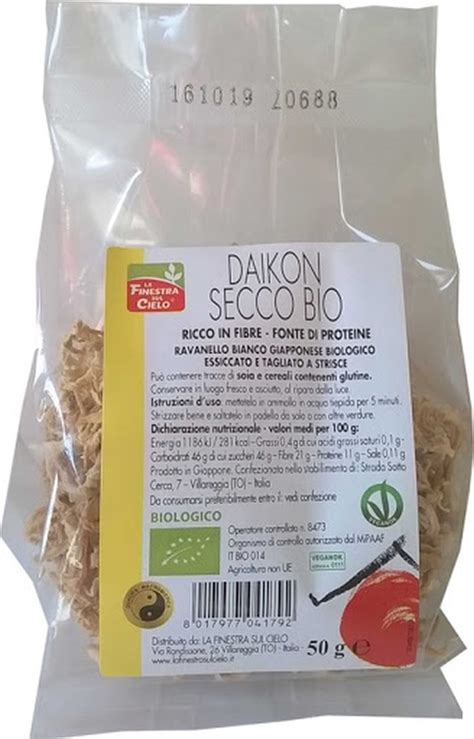 161019 Z0688
LA
FINESTRA
SUL
CIELO
DAIKON
SECCO BIO
RICCO IN FIBRE - FONTE DI PROTEINE
RAVANELLO BIANCO GIAPPONESE BIOLOGICO
ESSICCATO E TAGLIATO A STRISCE
Può contenere tracce di soia e cereali contenenti glutine.
Conservare in luogo fresco e asciutto, al riparo dalla luce.
Istruzioni d'uso: mettetelo in ammollo in acqua tiepida per 5 minuti.
Strizzare bene e saltatelo in padella da solo o con altre verdure.
Dichiarazione nutrizionale - valori medi per 100 g:
Energia 1186 kJ / 281 kcal - Grassi 0,4g di cui acidi grassi saturi 0,1 g -
Carboidrati 46 g di cui zuccheri 46 g - Fibre 21 g - Proteine 11 g - Sale 0,11 g
Prodotto in Giappone. Confezionato nello stabilimento di: Strada Sotto
Cerca, 7 - Villareggia (TO) - Italia
Da consumarsi preferibilmente entro il: vedi confezione
BIOLOGICO
VEGANOK
Operatore controllato n. 8473
Organismo di controllo autorizzato dal MiPAAF
IT BIO 014
Agricoltura non UE
VEGANOK
8 017977 041792
Distribuito da: LA FINESTRA SUL CIELO
Via Rondissone, 26 Villareggia (TO) - Italia -
www.lafinestrasulcielo.it
50 g e